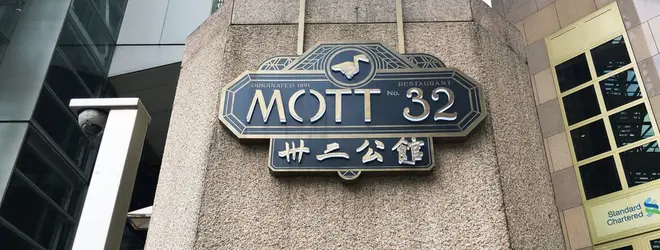 ORIGINATED 1891
RESTAURANT
MOTT No. 32
卅二公館
Standard
Chartered